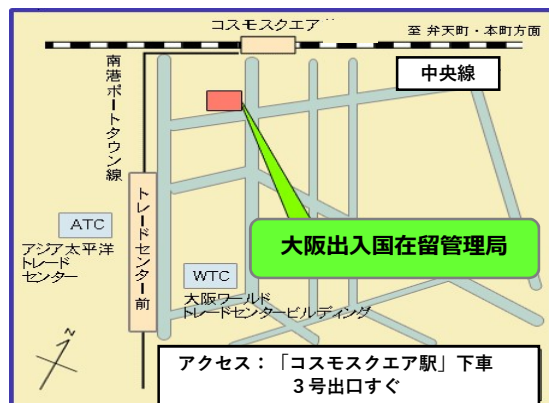 コスモスクエア
至 弁天町・本町方面
中央線
南港ポートタウン線
トレードセンター前
ATC
アジア太平洋
トレード
センター
大阪出入国在留管理局
WTC
大阪ワールド
トレードセンタービルディング
N
アクセス：「コスモスクエア駅」下車
３号出口すぐ